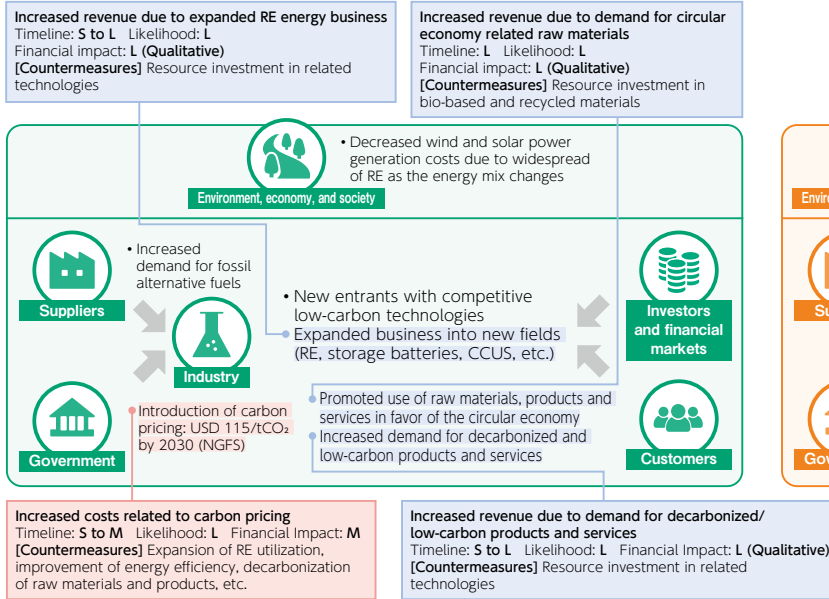 Increased revenue due to expanded RE energy business
Timeline: S to L Likelihood: L
Financial impact: L (Qualitative)
[Countermeasures] Resource investment in related
technologies
Increased revenue due to demand for circular
economy related raw materials
Timeline: L Likelihood: L
Financial impact: L (Qualitative)
[Countermeasures] Resource investment in
bio-based and recycled materials
• Decreased wind and solar power
generation costs due to widespread
of RE as the energy mix changes
Environment, economy, and society
Suppliers
• Increased
demand for fossil
alternative fuels
Industry
• New entrants with competitive
low-carbon technologies
Expanded business into new fields
(RE, storage batteries, CCUS, etc.)
Investors
and financial
markets
Government
Introduction of carbon
pricing: USD 115/tCO₂
by 2030 (NGFS)
Promoted use of raw materials, products and
services in favor of the circular economy
Increased demand for decarbonized and
low-carbon products and services
Customers
Increased costs related to carbon pricing
Timeline: S to M Likelihood: L Financial Impact: M
[Countermeasures] Expansion of RE utilization,
improvement of energy efficiency, decarbonization
of raw materials and products, etc.
Increased revenue due to demand for decarbonized/
low-carbon products and services
Timeline: S to L Likelihood: L Financial Impact: L (Qualitative)
[Countermeasures] Resource investment in related
technologies
Enviro
Su
Gov